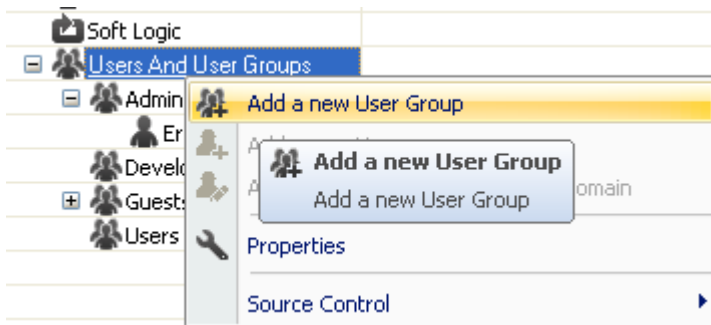 Soft Logic
Users And User Groups
Admin
Add a new User Group
Er
Develo
Add a new User Group
Guests
Add a new User Group
omain
Users
Properties
Source Control